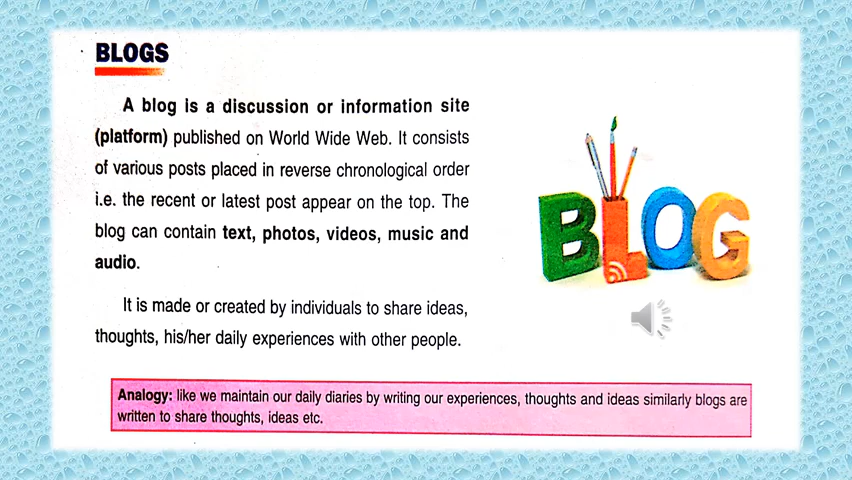 BLOGS
A blog is a discussion or information site
(platform) published on World Wide Web. It consists
of various posts placed in reverse chronological order
i.e. the recent or latest post appear on the top. The
blog can contain text, photos, videos, music and
audio.
It is made or created by individuals to share ideas,
thoughts, his/her daily experiences with other people.
BLOG
Analogy: like we maintain our daily diaries by writing our experiences, thoughts and ideas similarly blogs are
written to share thoughts, ideas etc.